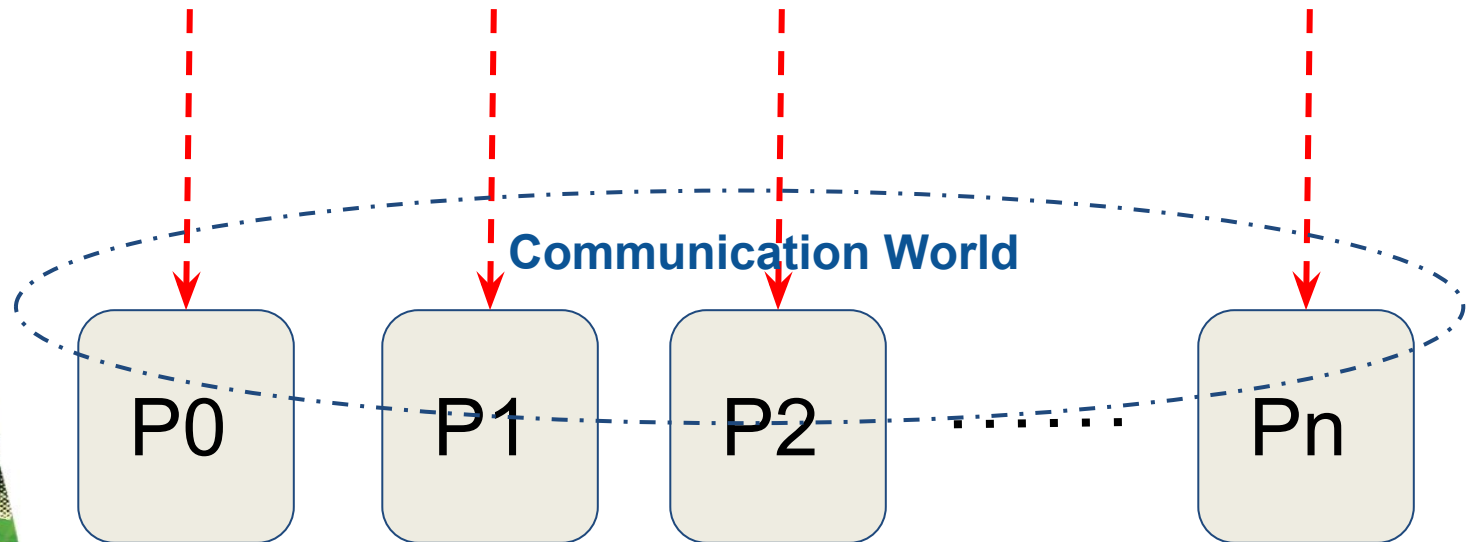 Communication World
P0 P1 P2 ...... Pn